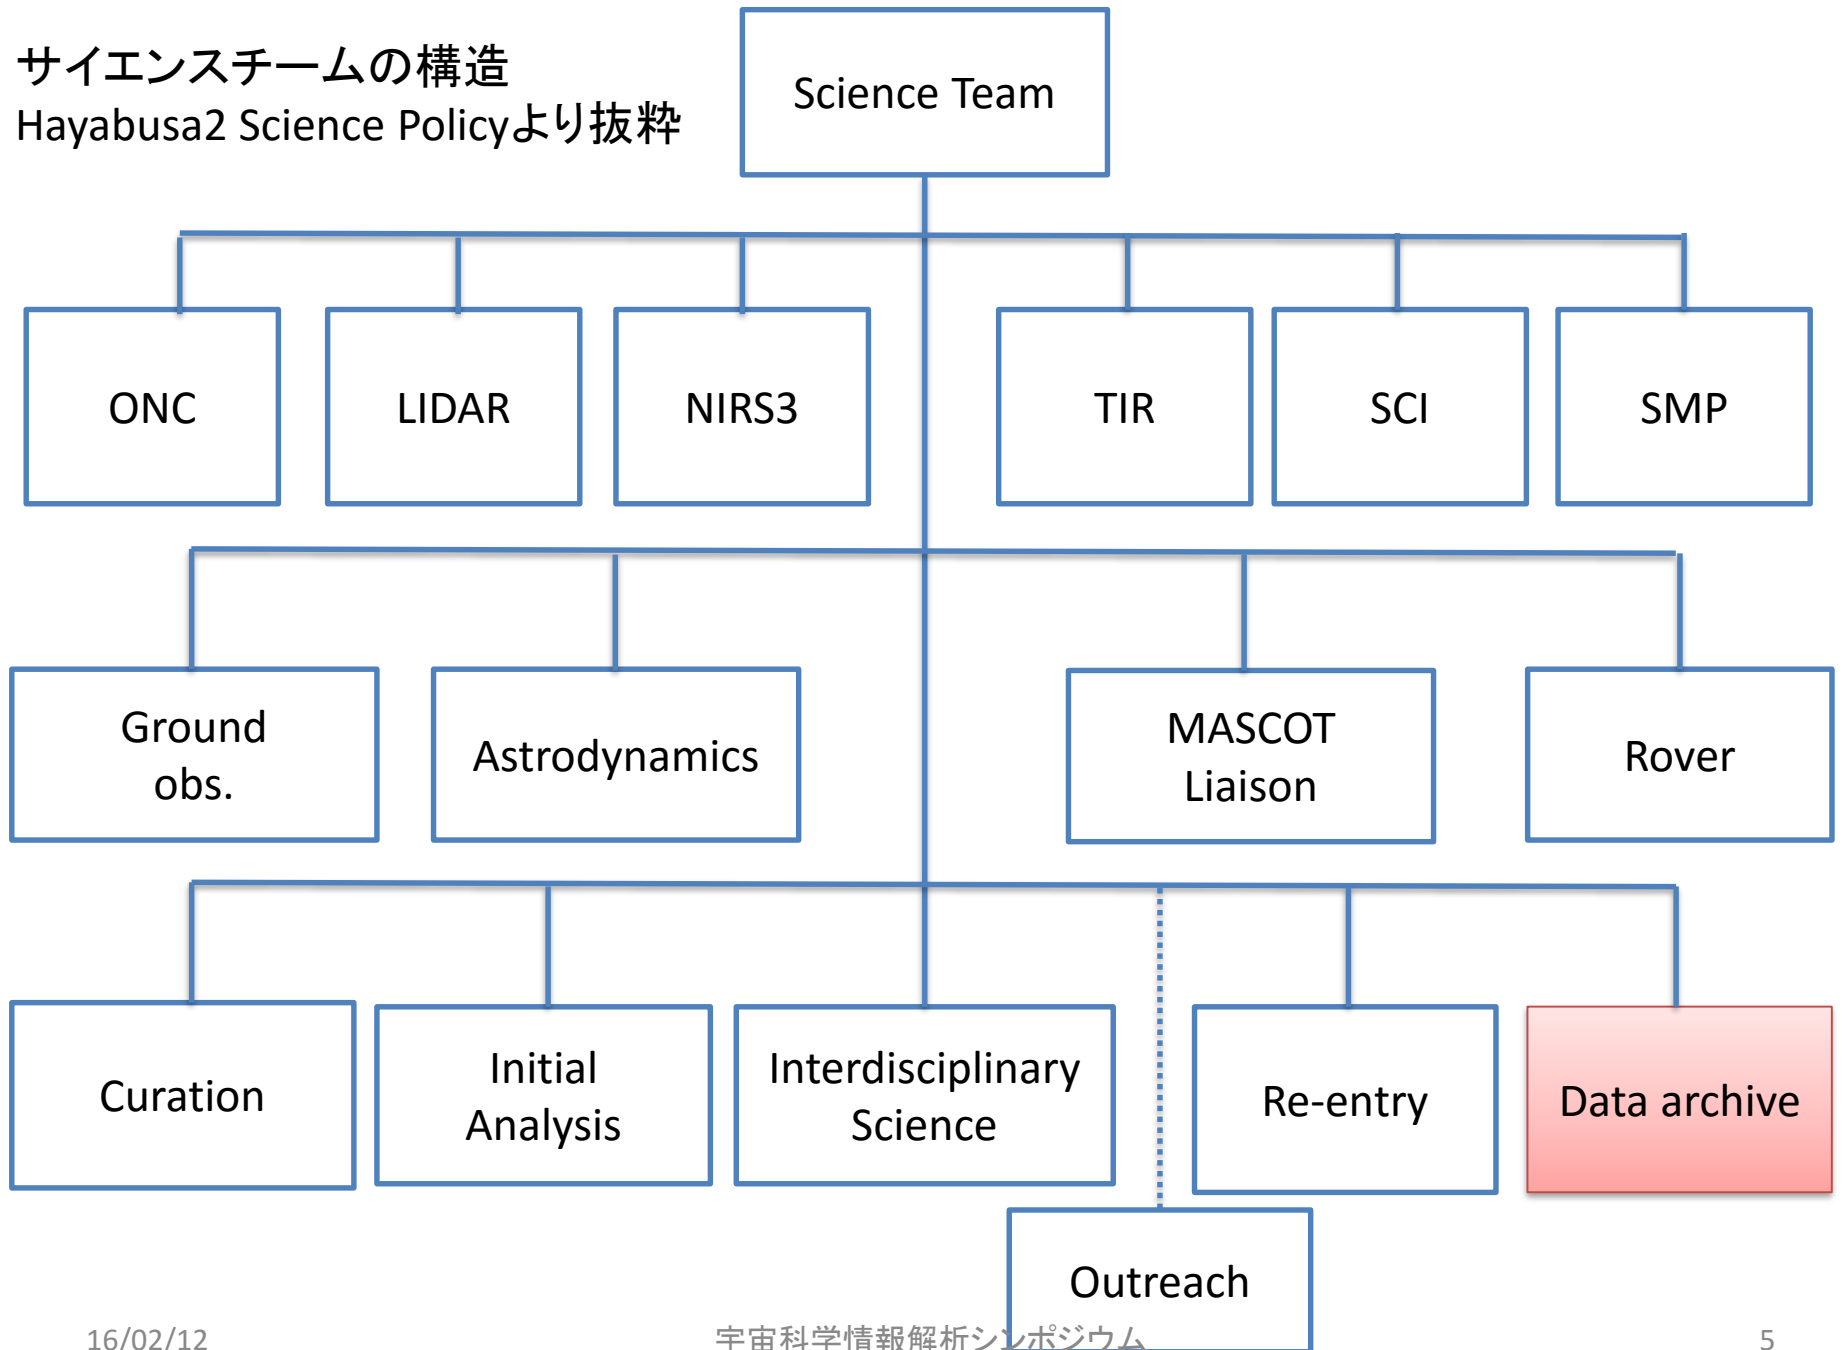 サイエンスチームの構造
Hayabusa2 Science Policyより抜粋
Science Team
ONC
LIDAR
NIRS3
TIR
SCI
SMP
Ground
obs.
Astrodynamics
MASCOT
Liaison
Rover
Curation
Initial
Analysis
Interdisciplinary
Science
Re-entry
Data archive
Outreach
16/02/12
宇宙科学情報解析シンポジウム
5